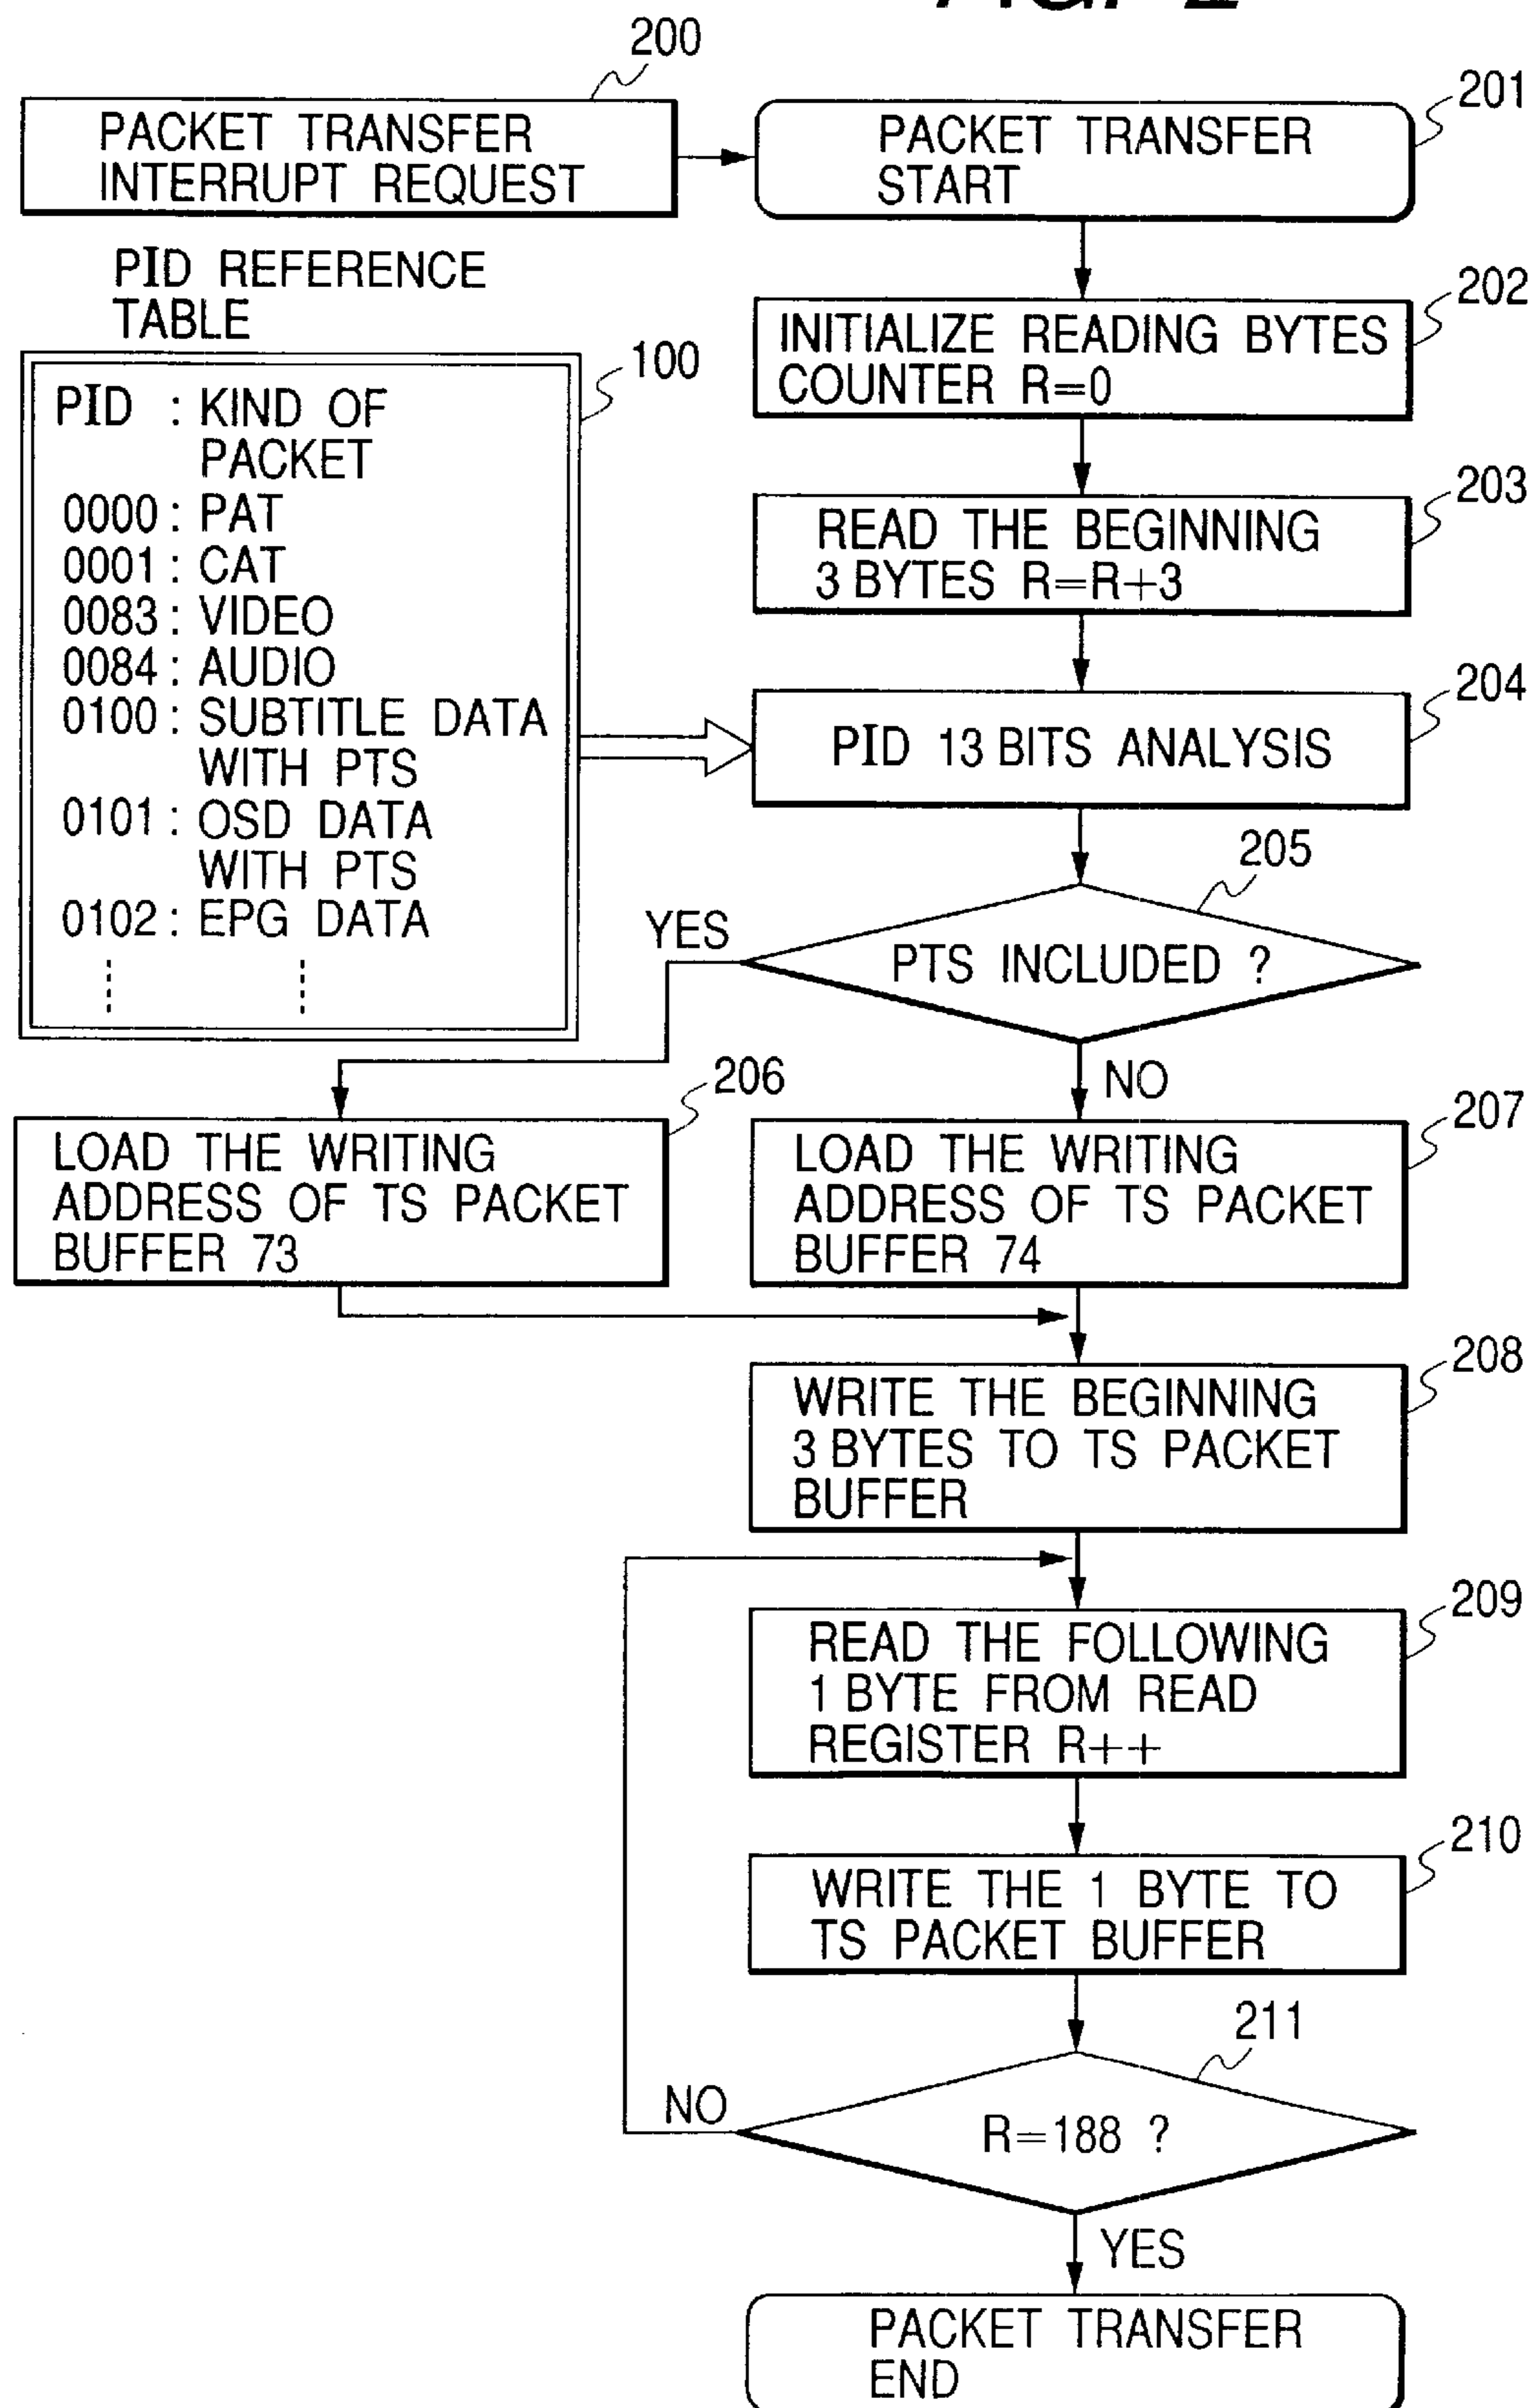 200
PACKET TRANSFER
INTERRUPT REQUEST
201
PACKET TRANSFER
START
PID REFERENCE
TABLE
100
PID : KIND OF
PACKET
0000 : PAT
0001 : CAT
0083 : VIDEO
0084 : AUDIO
0100 : SUBTITLE DATA
WITH PTS
0101 : OSD DATA
WITH PTS
0102 : EPG DATA
202
INITIALIZE READING BYTES
COUNTER R=0
203
READ THE BEGINNING
3 BYTES R=R+3
204
PID 13 BITS ANALYSIS
205
PTS INCLUDED ?
YES
NO
206
LOAD THE WRITING
ADDRESS OF TS PACKET
BUFFER 73
207
LOAD THE WRITING
ADDRESS OF TS PACKET
BUFFER 74
208
WRITE THE BEGINNING
3 BYTES TO TS PACKET
BUFFER
209
READ THE FOLLOWING
1 BYTE FROM READ
REGISTER R++
210
WRITE THE 1 BYTE TO
TS PACKET BUFFER
211
R=188 ?
NO
YES
PACKET TRANSFER
END